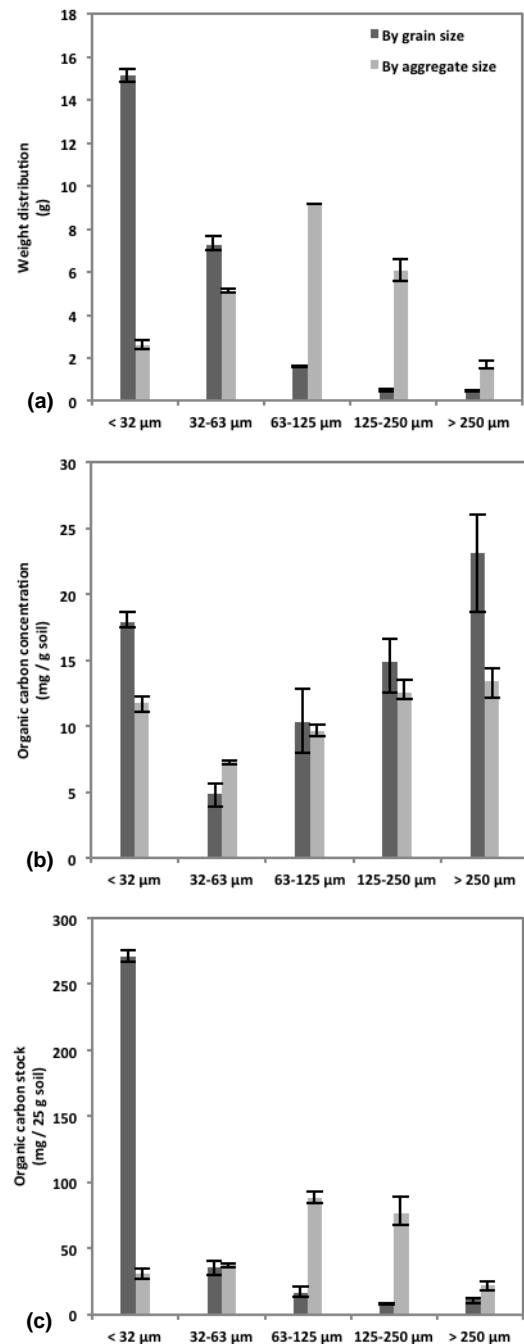 18
16
14
12
10
8
6
4
2
0
Weight distribution
(g)
By grain size
By aggregate size
(a)
< 32 µm 32-63 µm 63-125 µm 125-250 µm > 250 µm
30
25
20
15
10
5
0
Organic carbon concentration
(mg / g soil)
(b)
< 32 µm 32-63 µm 63-125 µm 125-250 µm > 250 µm
300
250
200
150
100
50
0
Organic carbon stock
(mg / 25 g soil)
(c)
< 32 µm 32-63 µm 63-125 µm 125-250 µm > 250 µm